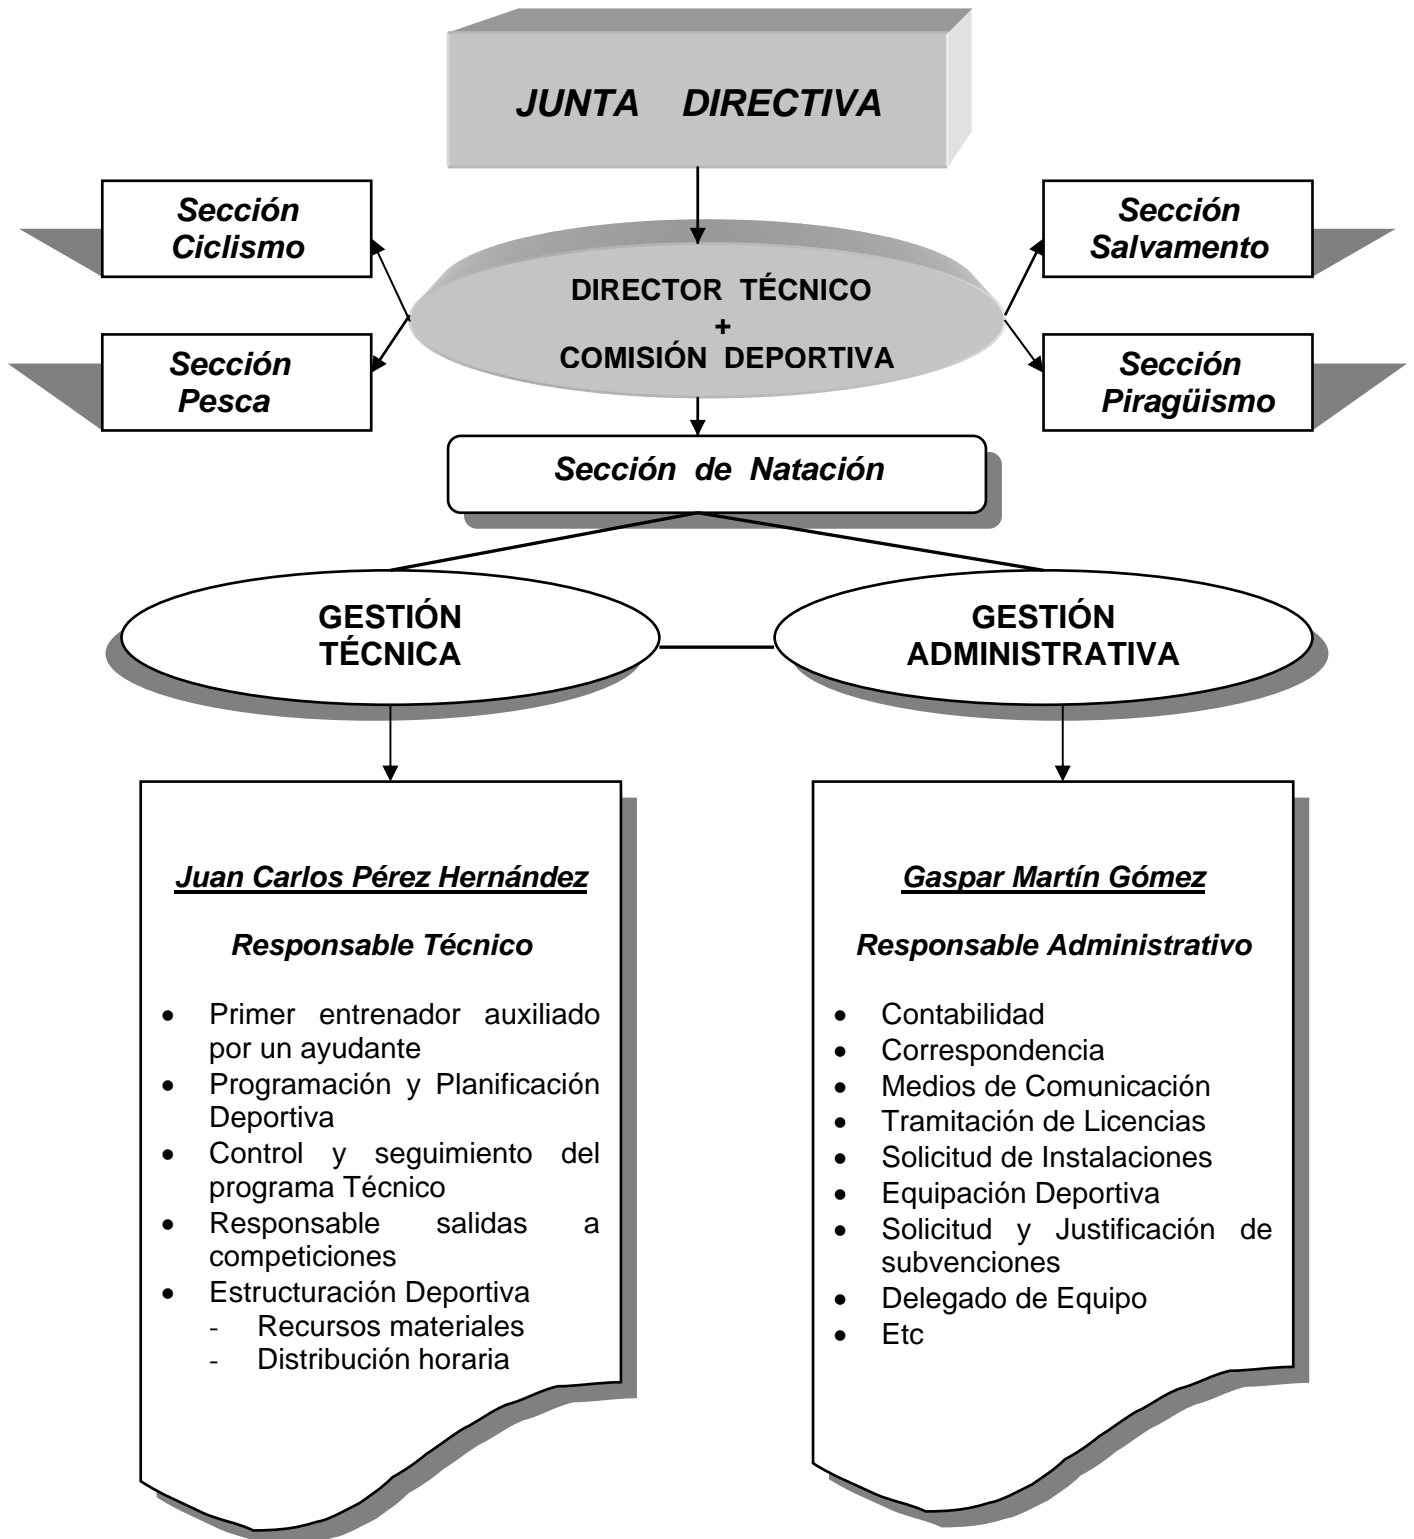 JUNTA DIRECTIVA
Sección
Ciclismo
Sección
Salvamento
DIRECTOR TÉCNICO
+
COMISIÓN DEPORTIVA
Sección
Pesca
Sección
Piragüismo
Sección de Natación
GESTIÓN
TÉCNICA
GESTIÓN
ADMINISTRATIVA
Juan Carlos Pérez Hernández
Responsable Técnico
• Primer entrenador auxiliado
por un ayudante
• Programación y Planificación
Deportiva
• Control y seguimiento del
programa Técnico
• Responsable salidas a
competiciones
• Estructuración Deportiva
- Recursos materiales
- Distribución horaria
Gaspar Martín Gómez
Responsable Administrativo
• Contabilidad
• Correspondencia
• Medios de Comunicación
• Tramitación de Licencias
• Solicitud de Instalaciones
• Equipación Deportiva
• Solicitud y Justificación de
subvenciones
• Delegado de Equipo
• Etc